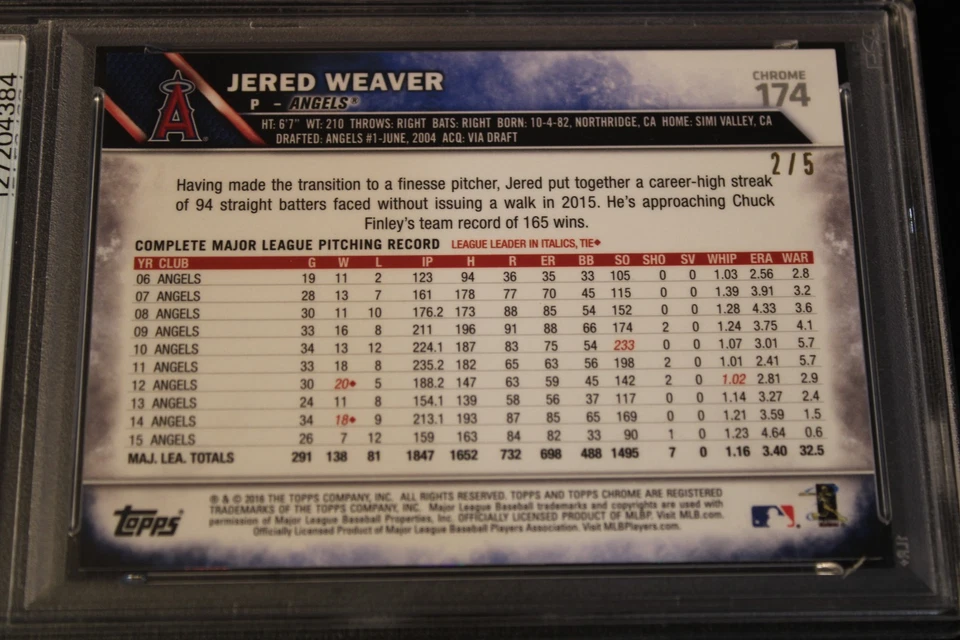 127204384
JERED WEAVER
P – ANGELS®
CHROME
174
HT: 6'7" WT: 210 THROWS: RIGHT BATS: RIGHT BORN: 10-4-82, NORTHRIDGE, CA HOME: SIMI VALLEY, CA
DRAFTED: ANGELS #1-JUNE, 2004 ACQ: VIA DRAFT
2/5
Having made the transition to a finesse pitcher, Jered put together a career-high streak
of 94 straight batters faced without issuing a walk in 2015. He's approaching Chuck
Finley's team record of 165 wins.
COMPLETE MAJOR LEAGUE PITCHING RECORD LEAGUE LEADER IN ITALICS, TIE♦
YR CLUB G W L IP H R ER BB SO SHO SV WHIP ERA WAR
06 ANGELS 19 11 2 123 94 36 35 33 105 0 0 1.03 2.56 2.8
07 ANGELS 28 13 7 161 178 77 70 45 115 0 0 1.39 3.91 3.2
08 ANGELS 30 11 10 176.2 173 88 85 54 152 0 0 1.28 4.33 3.6
09 ANGELS 33 16 8 211 196 91 88 66 174 2 0 1.24 3.75 4.1
10 ANGELS 34 13 12 224.1 187 83 75 54 233 0 0 1.07 3.01 5.7
11 ANGELS 33 18 8 235.2 182 65 63 56 198 2 0 1.01 2.41 5.7
12 ANGELS 30 20♦ 5 188.2 147 63 59 45 142 2 0 1.02 2.81 2.9
13 ANGELS 24 11 8 154.1 139 58 56 37 117 0 0 1.14 3.27 2.4
14 ANGELS 34 18♦ 9 213.1 193 87 85 65 169 0 0 1.21 3.59 1.5
15 ANGELS 26 7 12 159 163 84 82 33 90 1 0 1.23 4.64 0.6
MAJ. LEA. TOTALS 291 138 81 1847 1652 732 698 488 1495 7 0 1.16 3.40 32.5
Topps®
® & © 2016 THE TOPPS COMPANY, INC. ALL RIGHTS RESERVED. TOPPS AND TOPPS CHROME ARE REGISTERED
TRADEMARKS OF THE TOPPS COMPANY, INC. Major League Baseball trademarks and copyrights are used with
permission of Major League Baseball Properties, Inc. OFFICIALLY LICENSED PRODUCT OF MLBP. Visit MLB.com.
Officially Licensed Product of Major League Baseball Players Association. Visit MLBPlayers.com.